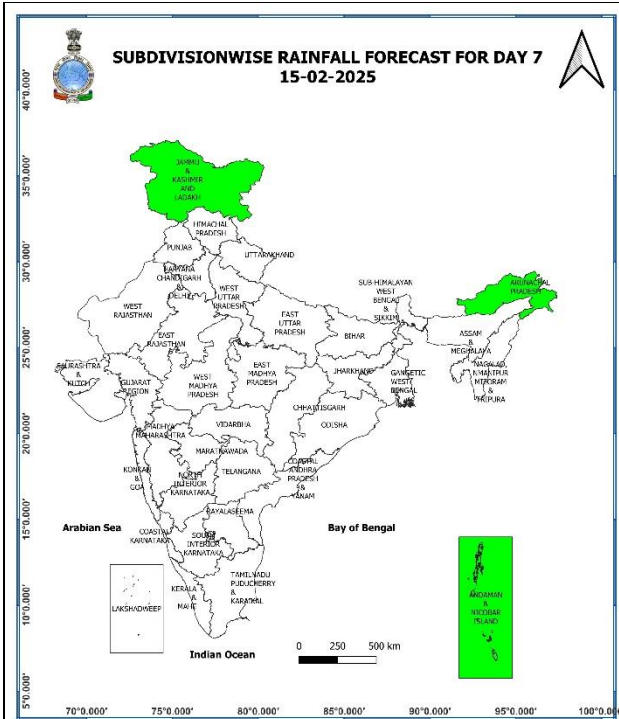 SUBDIVISIONWISE RAINFALL FORECAST FOR DAY 7
15-02-2025
40°0.000'
35°0.000'
30°0.000'
25°0.000'
20°0.000'
15°0.000'
10°0.000'
5°0.000'
JAMMU
&
KASHMIR
AND
LADAKH
HIMACHAL
PRADESH
PUNJAB
UTTARAKHAND
HARYANA
CHANDIGARH
&
DELHI
WEST
UTTAR
PRADESH
SUB-HIMALAYAN
WEST
BENGAL
&
SIKKIM
ARUNACHAL
PRADESH
WEST
RAJASTHAN
EAST
RAJASTHAN
EAST
UTTAR
PRADESH
BIHAR
ASSAM
&
MEGHALAYA
NAGALAD,
MANIPUR
MIZORAM
&
TRIPURA
SAURASHTRA
&
KUTCH
GUJARAT
REGION
WEST
MADHYA
PRADESH
EAST
MADHYA
PRADESH
JHARKHAND
GANGETIC
WEST
BENGAL
CHHATTISGARH
ODISHA
MADHYA
MAHARASHTRA
VIDARBHA
MARATHAWADA
KONKAN
&
GOA
NORTH
INTERIOR
KARNATAKA
TELANGANA
COASTAL
ANDHRA
PRADESH
&
YANAM
RAYALASEEMA
Arabian Sea
Bay of Bengal
COASTAL
KARNATAKA
SOUTH
INTERIOR
KARNATAKA
TAMILNADU
PUDUCHERRY
&
KARAIKAL
KERALA
&
MAHE
LAKSHADWEEP
ANDAMAN
&
NICOBAR
ISLAND
Indian Ocean
0 250 500 km
70°0.000' 75°0.000' 80°0.000' 85°0.000' 90°0.000' 95°0.000' 100°0.000'